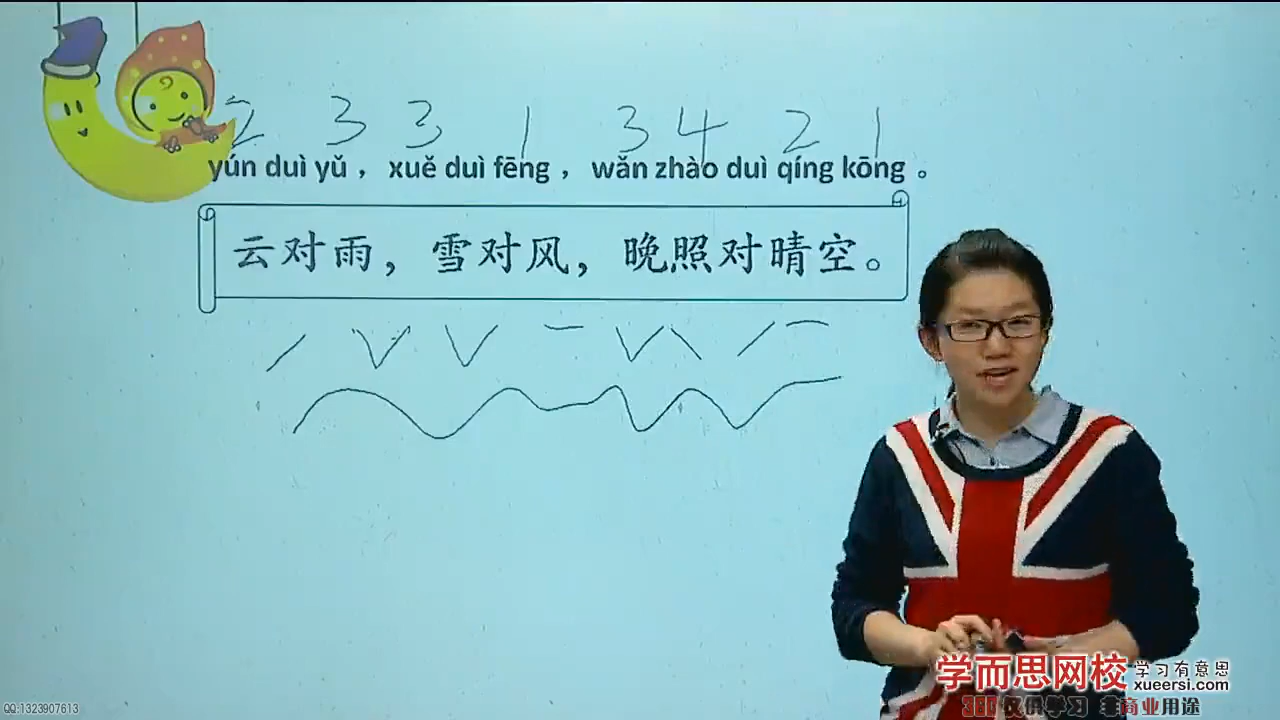 2 3 3 1 3 4 2 1
yún duì yǔ，xuě duì fēng，wǎn zhào duì qíng kōng。
云对雨，雪对风，晚照对晴空。
学而思网校 学习有意思
xueersi.com
仅供学习 非商业用途
QQ:1323907613